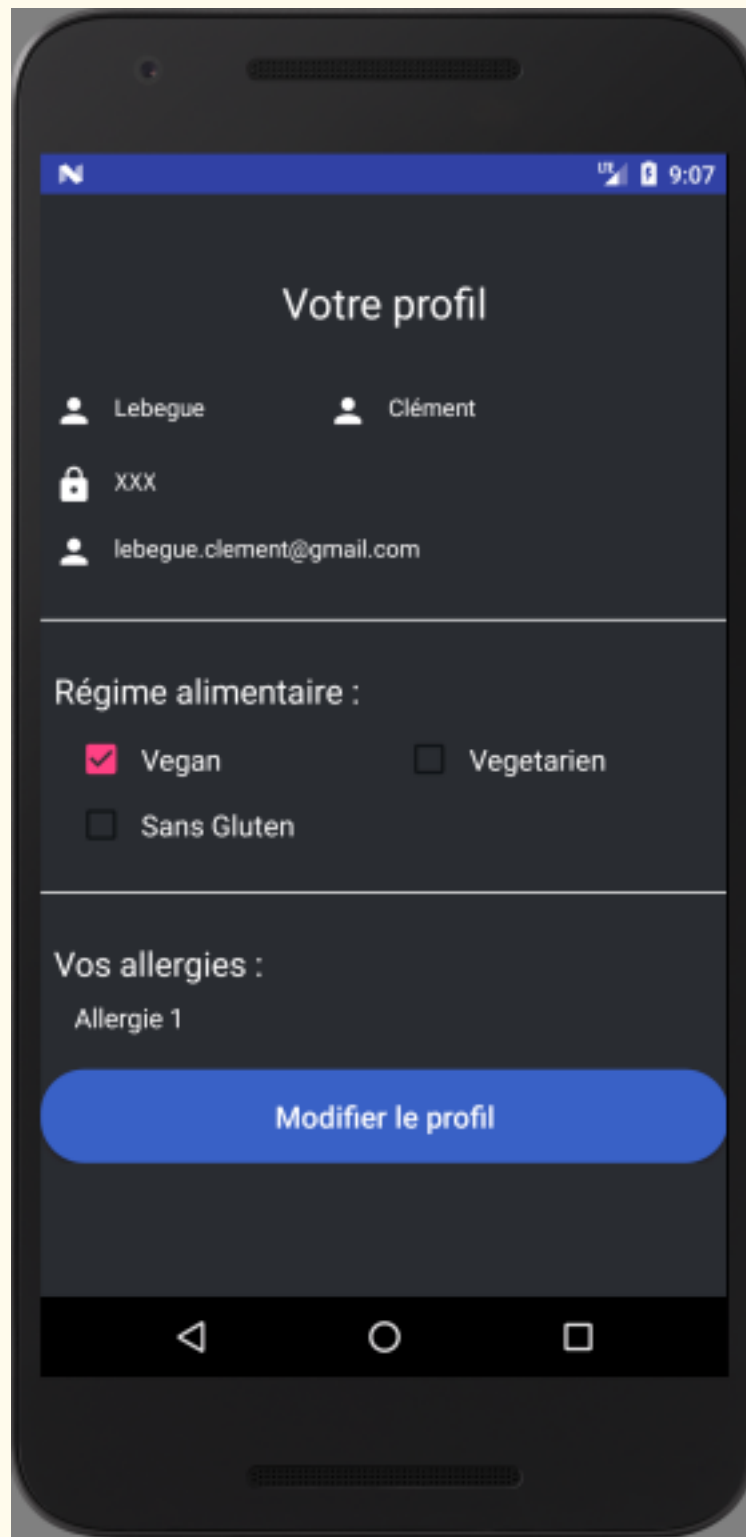 LTE 9:07
Votre profil
Lebegue Clément
XXX
lebegue.clement@gmail.com
Régime alimentaire :
Vegan Vegetarien
Sans Gluten
Vos allergies :
Allergie 1
Modifier le profil